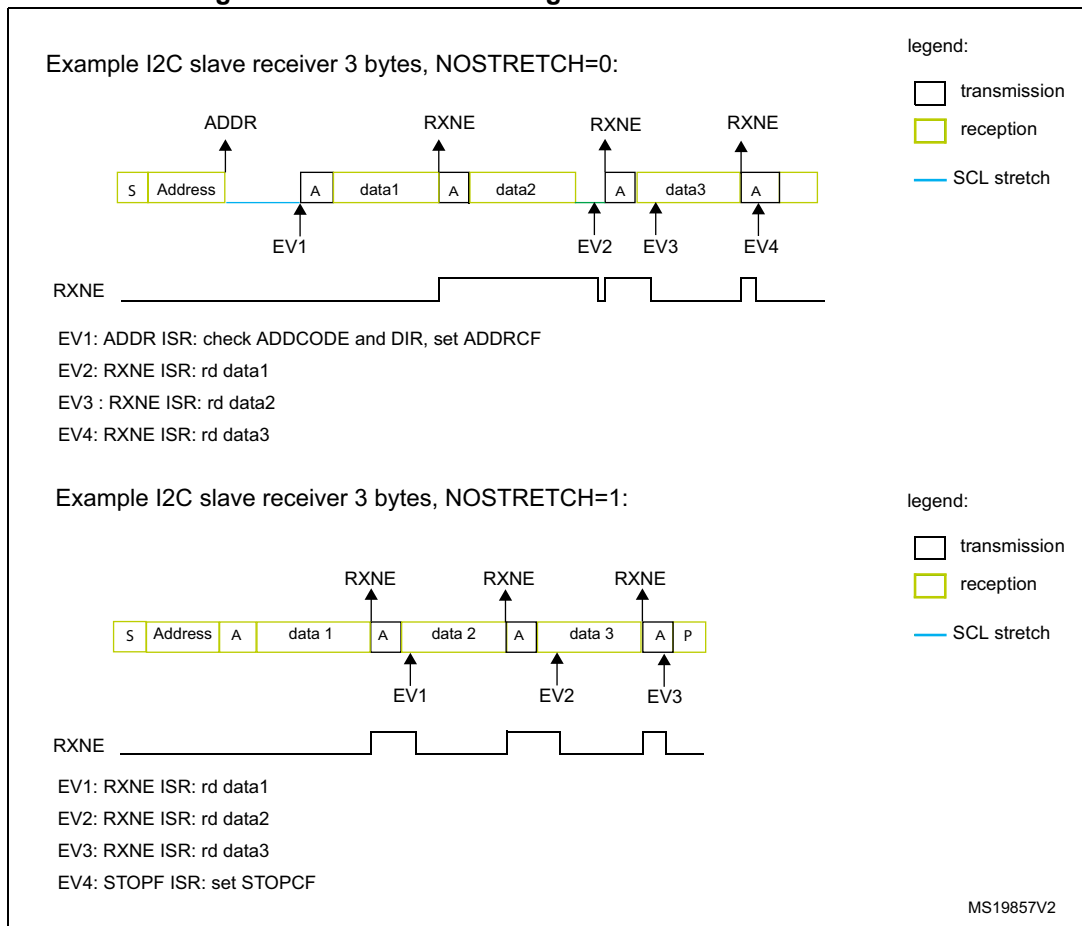 Example I2C slave receiver 3 bytes, NOSTRETCH=0:
legend:
transmission
reception
SCL stretch
ADDR RXNE RXNE RXNE
S Address A data1 A data2 A data3 A
EV1 EV2 EV3 EV4
RXNE
EV1: ADDR ISR: check ADDCODE and DIR, set ADDRCF
EV2: RXNE ISR: rd data1
EV3 : RXNE ISR: rd data2
EV4: RXNE ISR: rd data3
Example I2C slave receiver 3 bytes, NOSTRETCH=1:
legend:
transmission
reception
SCL stretch
RXNE RXNE RXNE
S Address A data 1 A data 2 A data 3 A P
EV1 EV2 EV3
RXNE
EV1: RXNE ISR: rd data1
EV2: RXNE ISR: rd data2
EV3: RXNE ISR: rd data3
EV4: STOPF ISR: set STOPCF
MS19857V2